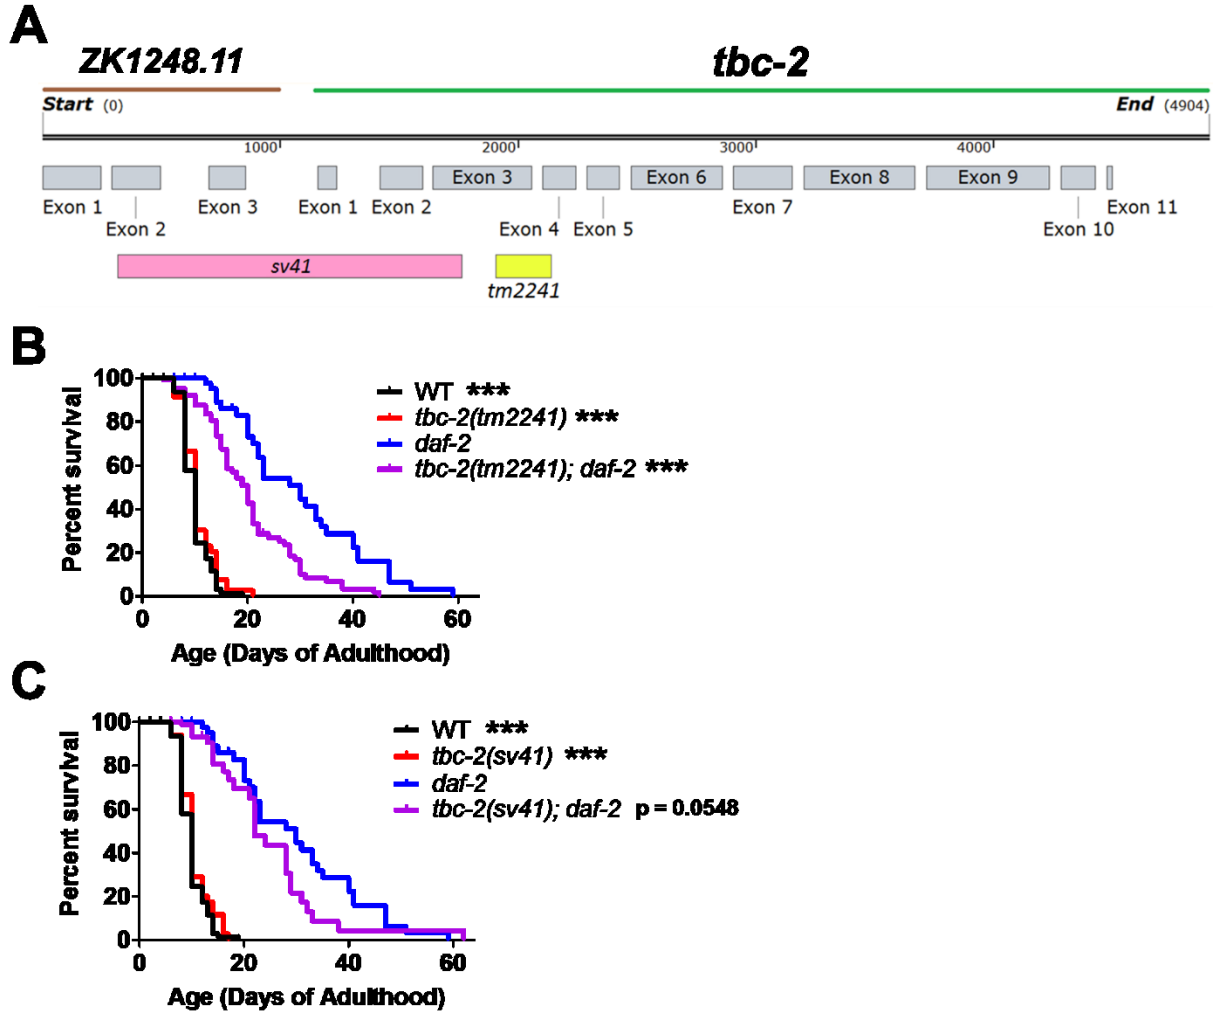 A
ZK1248.11 tbc-2
Start (0) End (4904)
1000 2000 3000 4000
Exon 3 Exon 6 Exon 8 Exon 9
Exon 1 Exon 3 Exon 1 Exon 2 Exon 7 Exon 11
Exon 2 Exon 4 Exon 5 Exon 10
sv41
tm2241
B
Percent survival
100
80
60
40
20
0
0 20 40 60
Age (Days of Adulthood)
WT ***
tbc-2(tm2241) ***
daf-2
tbc-2(tm2241); daf-2 ***
C
Percent survival
100
80
60
40
20
0
0 20 40 60
Age (Days of Adulthood)
WT ***
tbc-2(sv41) ***
daf-2
tbc-2(sv41); daf-2 p = 0.0548